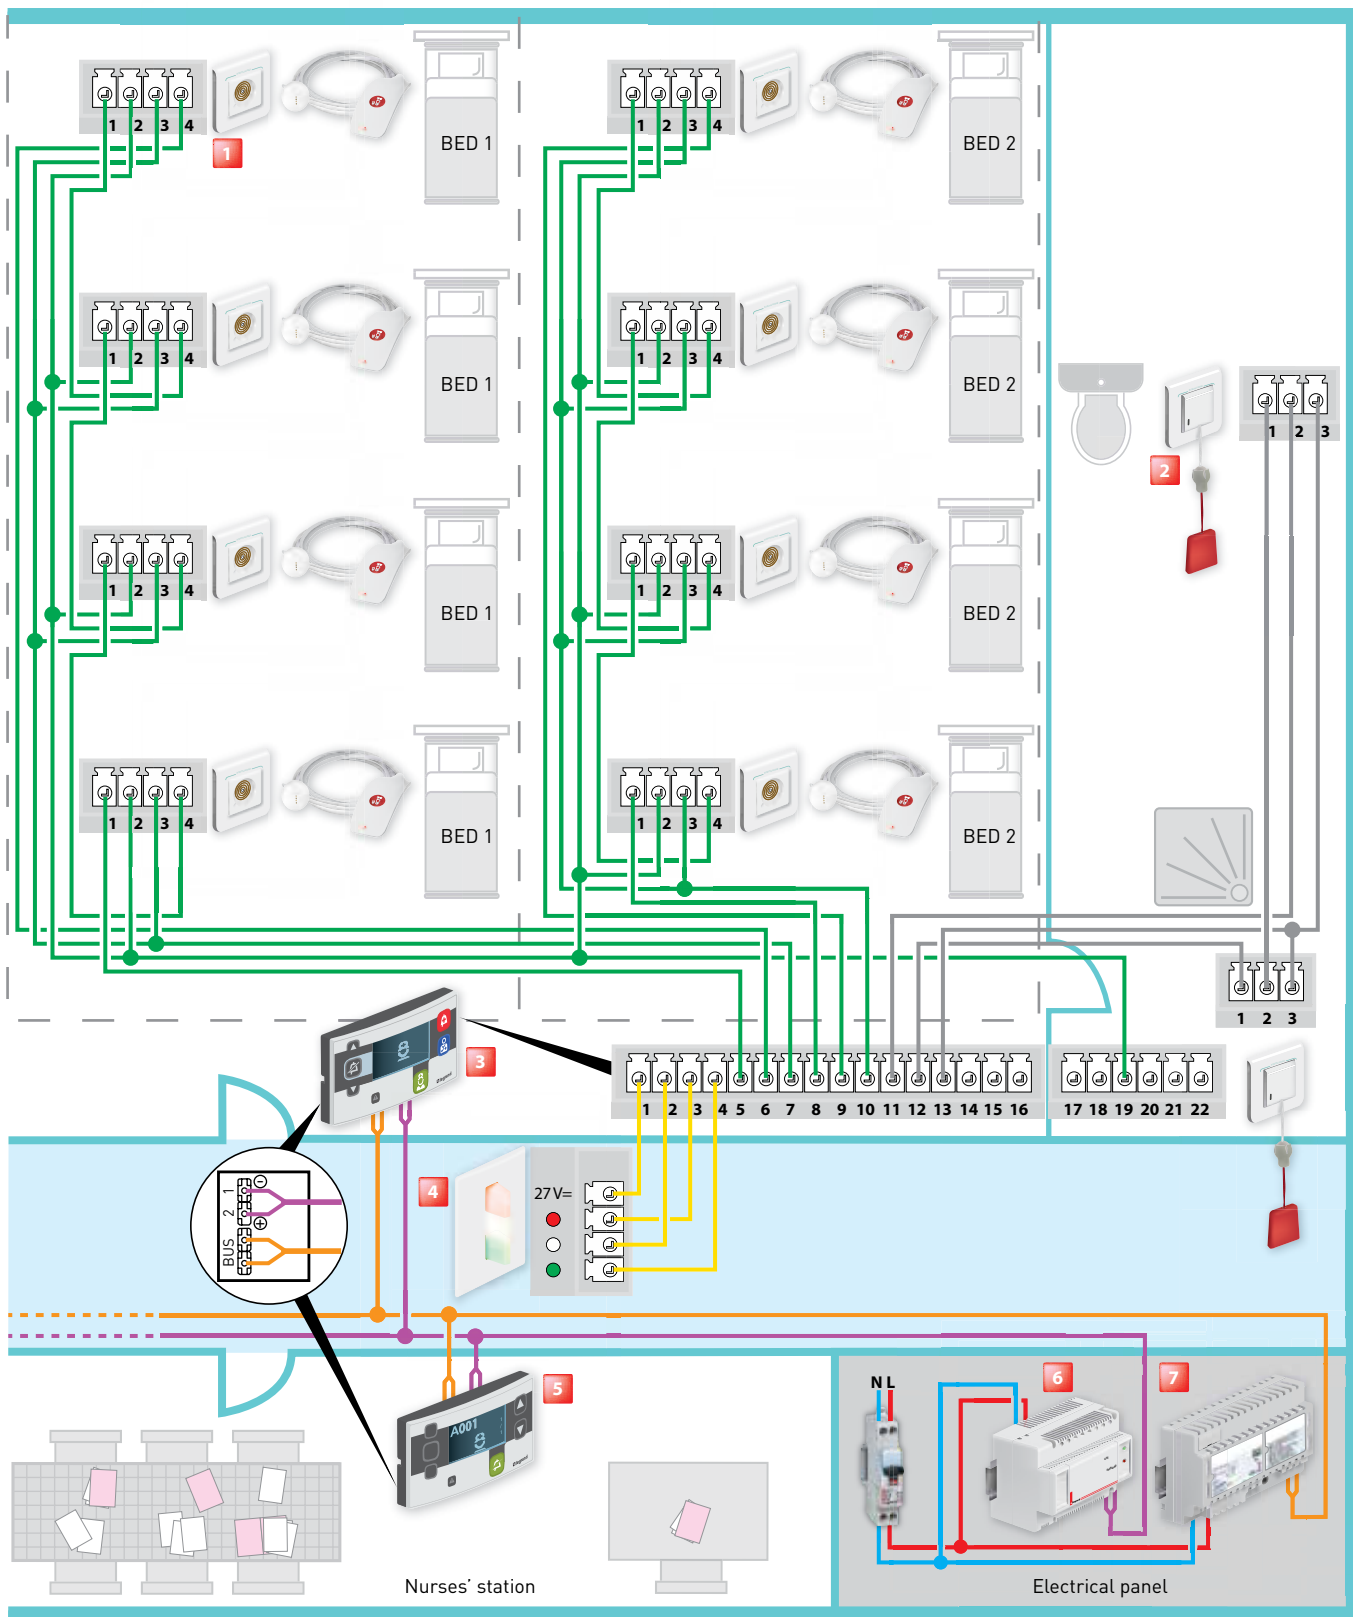 1 2 3 4
1
BED 1
1 2 3 4
BED 2
1 2 3 4
BED 1
1 2 3 4
BED 2
2
1 2 3
1 2 3 4
BED 1
1 2 3 4
BED 2
1 2 3 4
BED 1
1 2 3 4
BED 2
1 2 3
3
1 2 3 4 5 6 7 8 9 10 11 12 13 14 15 16
17 18 19 20 21 22
4
27 V=
1
2
BUS
5
A001
N L
6
7
Nurses’ station
Electrical panel